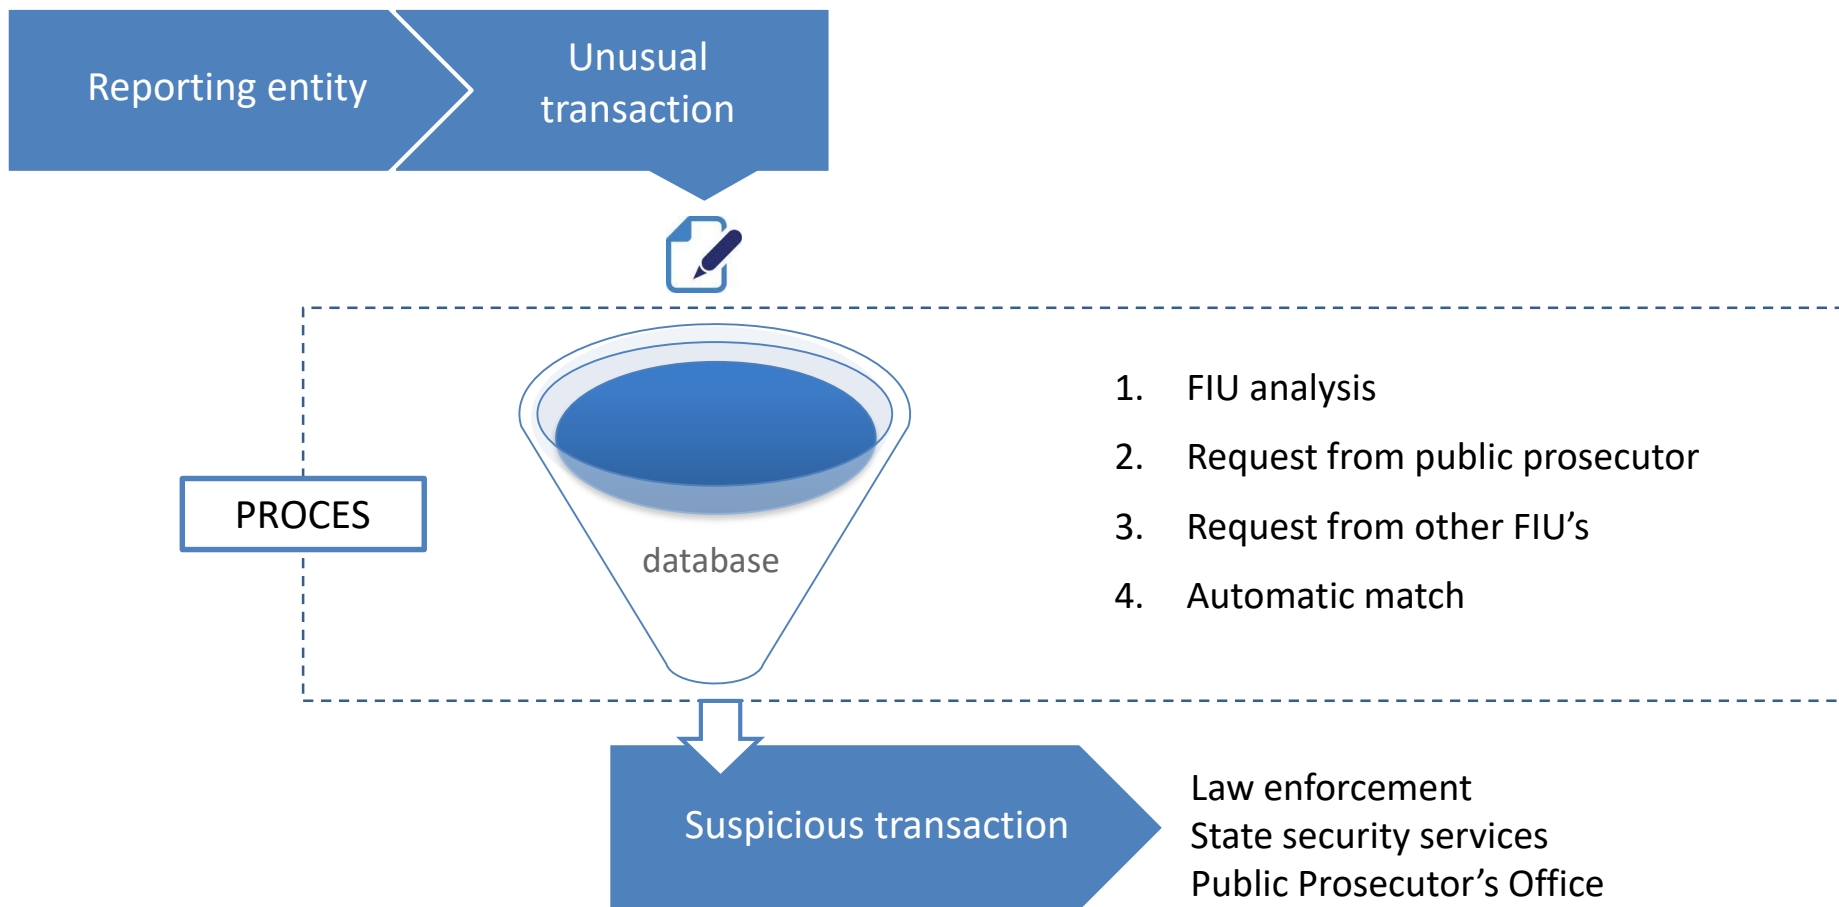 Reporting entity
Unusual
transaction
PROCES
database
1. FIU analysis
2. Request from public prosecutor
3. Request from other FIU’s
4. Automatic match
Suspicious transaction
Law enforcement
State security services
Public Prosecutor’s Office